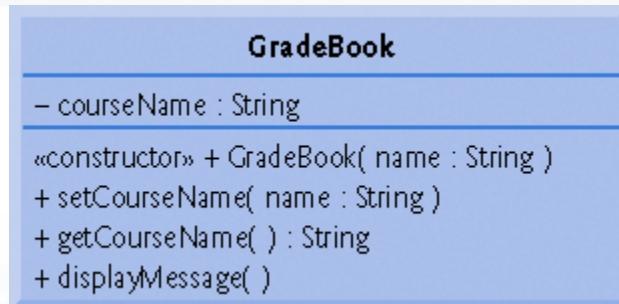 GradeBook
– courseName : String
«constructor» + GradeBook( name : String )
+ setCourseName( name : String )
+ getCourseName( ) : String
+ displayMessage( )